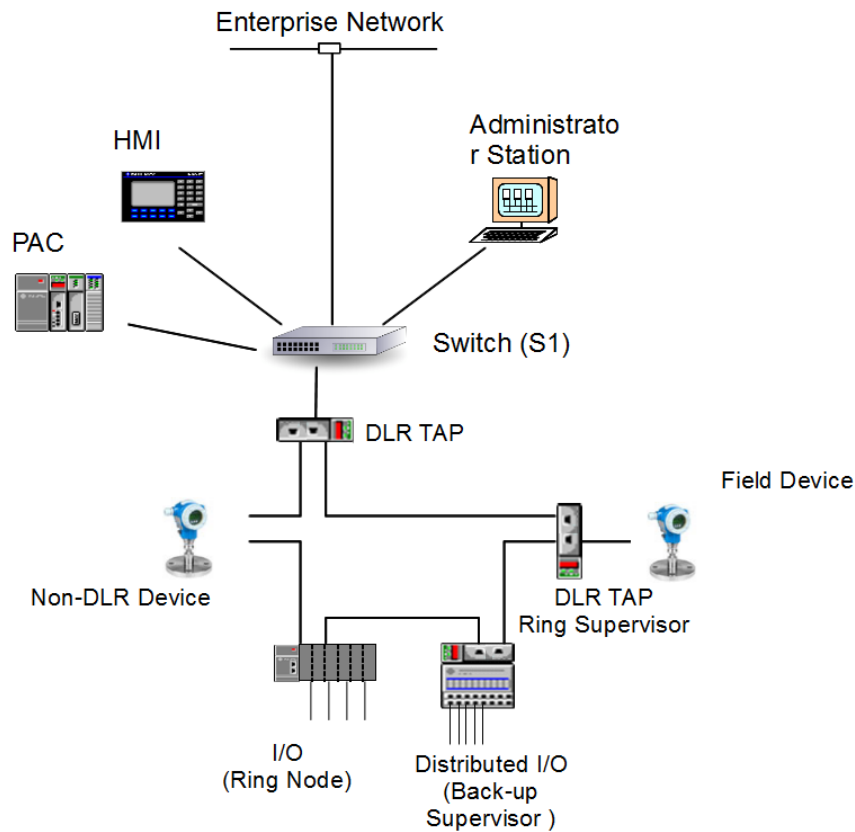 Enterprise Network
HMI
Administrato
r Station
PAC
Switch (S1)
DLR TAP
Field Device
Non-DLR Device
DLR TAP
Ring Supervisor
I/O
(Ring Node)
Distributed I/O
(Back-up
Supervisor )